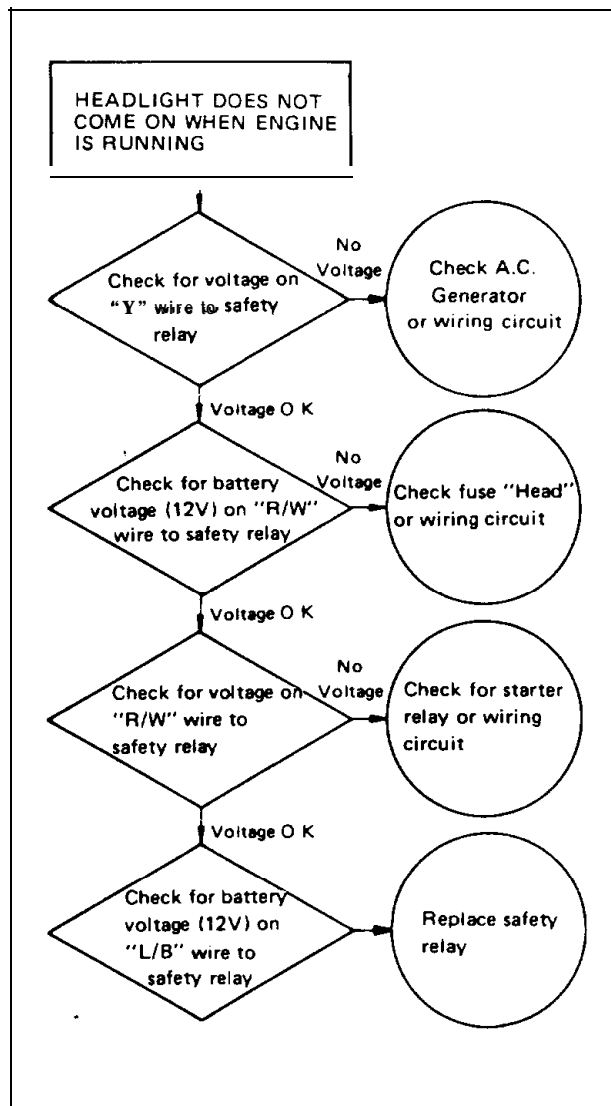 HEADLIGHT DOES NOT
COME ON WHEN ENGINE
IS RUNNING
No
Voltage
Check for voltage on
"Y" wire to safety
relay
Check A.C.
Generator
or wiring circuit
Voltage O K
No
Voltage
Check for battery
voltage (12V) on "R/W"
wire to safety relay
Check fuse "Head"
or wiring circuit
Voltage O K
No
Voltage
Check for voltage on
"R/W" wire to
safety relay
Check for starter
relay or wiring
circuit
Voltage O K
Check for battery
voltage (12V) on
"L/B" wire to
safety relay
Replace safety
relay